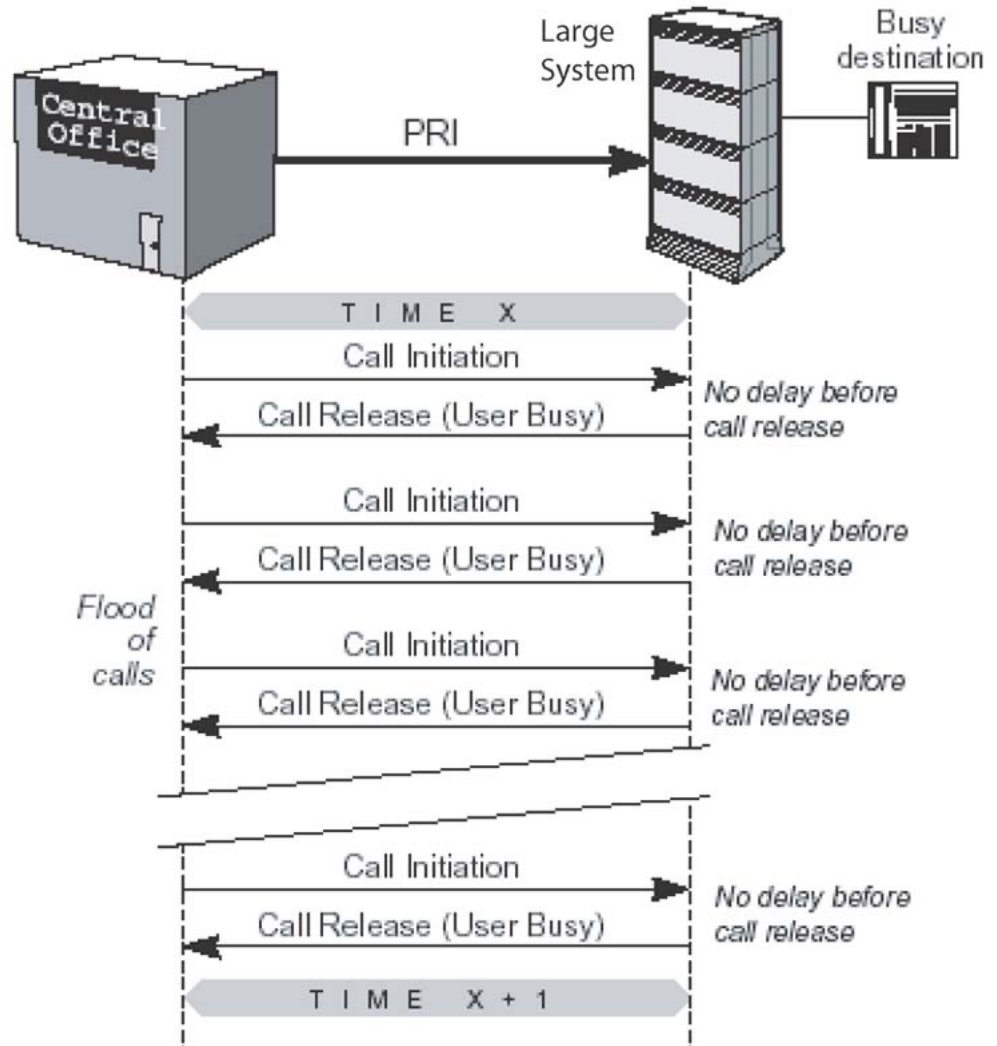 Large
System
Busy
destination
Central
Office
PRI
TIME X
Call Initiation
No delay before
call release
Call Release (User Busy)
Call Initiation
No delay before
call release
Call Release (User Busy)
Flood
of
calls
Call Initiation
No delay before
call release
Call Release (User Busy)
Call Initiation
No delay before
call release
Call Release (User Busy)
TIME X + 1